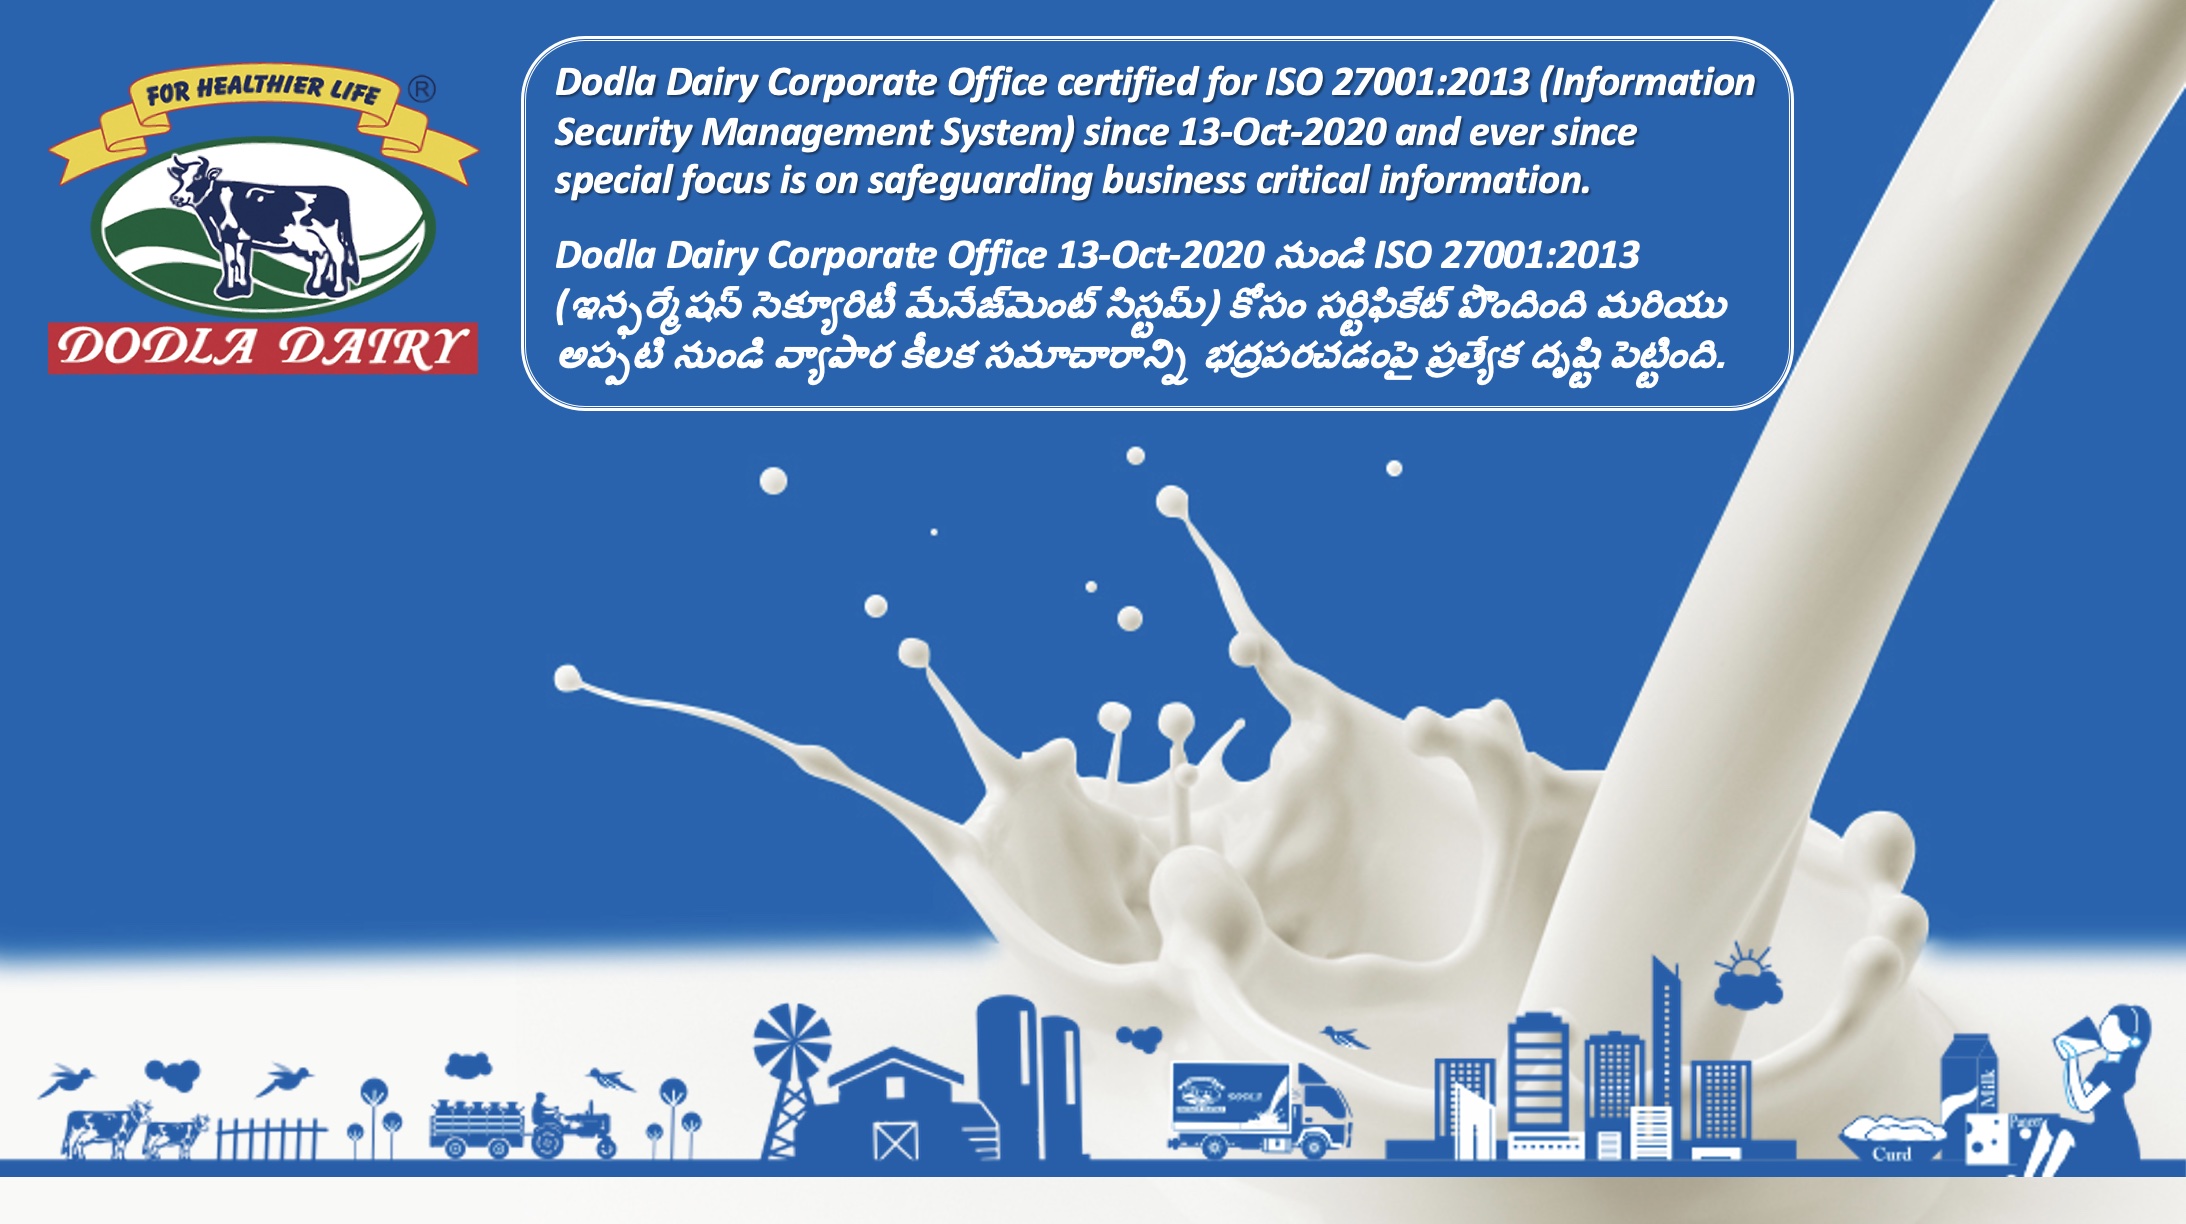 FOR HEALTHIER LIFE ®
DODLA DAIRY
Dodla Dairy Corporate Office certified for ISO 27001:2013 (Information
Security Management System) since 13-Oct-2020 and ever since
special focus is on safeguarding business critical information.
Dodla Dairy Corporate Office 13-Oct-2020 నుండి ISO 27001:2013
(ఇన్ఫర్మేషన్ సెక్యూరిటీ మేనేజ్‌మెంట్ సిస్టమ్) కోసం సర్టిఫికేట్ పొందింది మరియు
అప్పటి నుండి వ్యాపార కీలక సమాచారాన్ని భద్రపరచడంపై ప్రత్యేక దృష్టి పెట్టింది.
Milk
Paneer
Curd